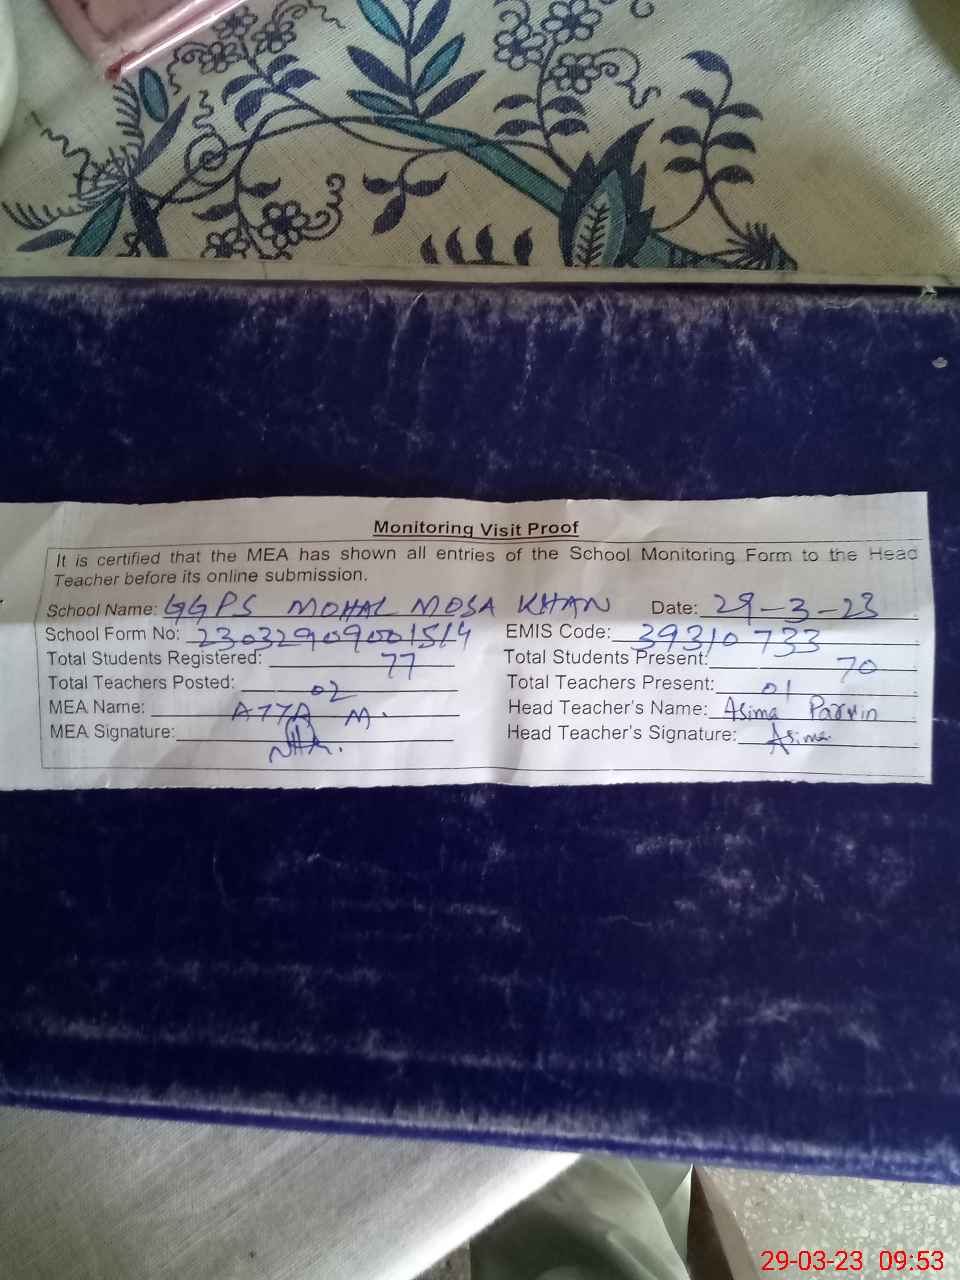 Monitoring Visit Proof
It is certified that the MEA has shown all entries of the School Monitoring Form to the Head
Teacher before its online submission.
School Name: GGPS MOHAL MOSA KHAN Date: 29-3-23
School Form No: 23032909001514 EMIS Code: 39310733
Total Students Registered: 77 Total Students Present: 70
Total Teachers Posted: 02 Total Teachers Present: 01
MEA Name: ATTA M. Head Teacher's Name: Asima Parvin
MEA Signature: Head Teacher's Signature: Asima
29-03-23 09:53